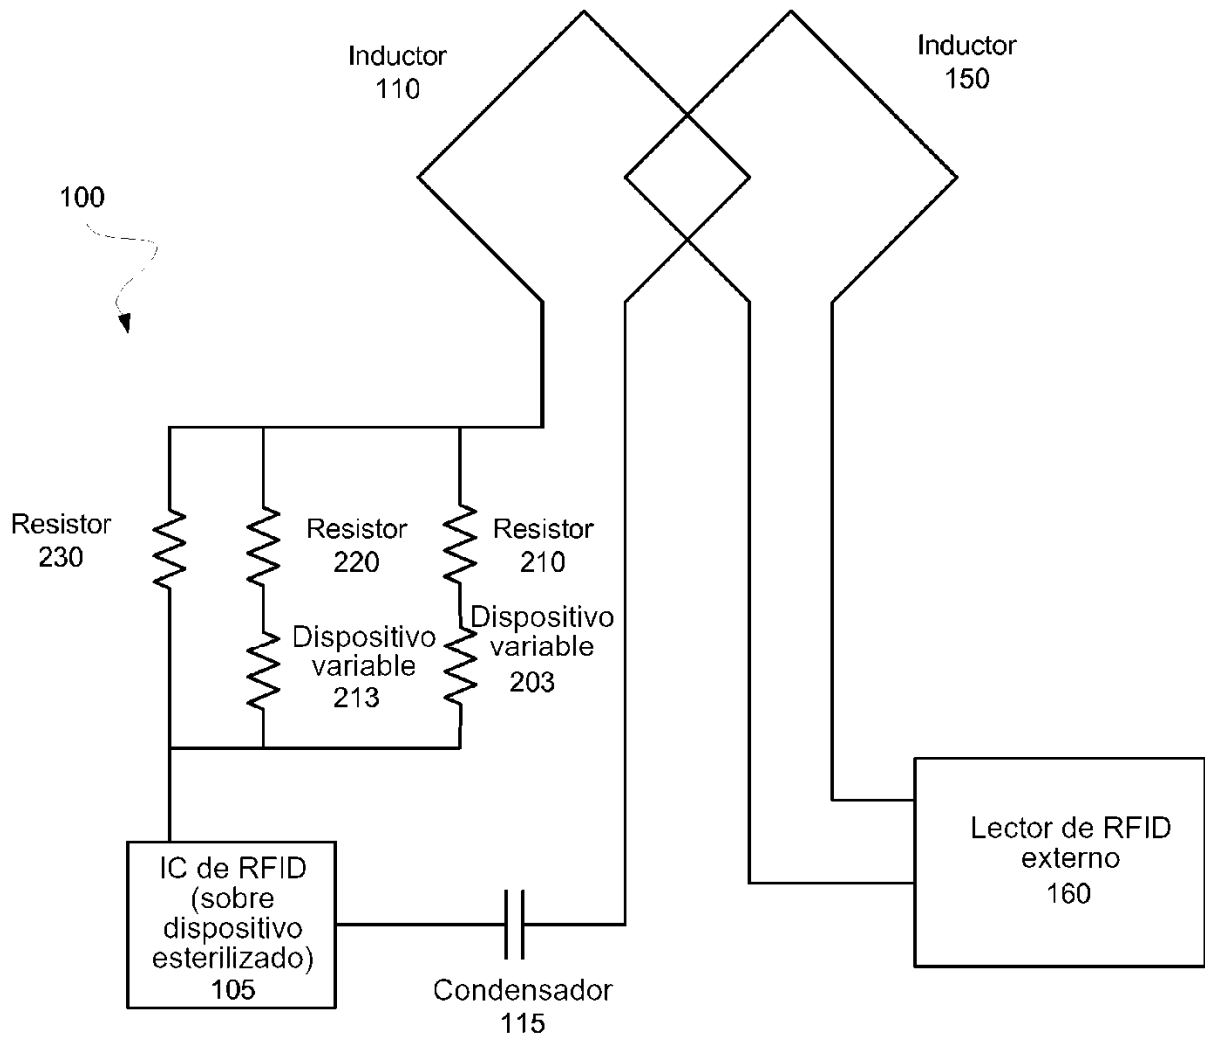 Inductor
110
Inductor
150
100
Resistor
230
Resistor
220
Resistor
210
Dispositivo
variable
213
Dispositivo
variable
203
IC de RFID
(sobre
dispositivo
esterilizado)
105
Condensador
115
Lector de RFID
externo
160